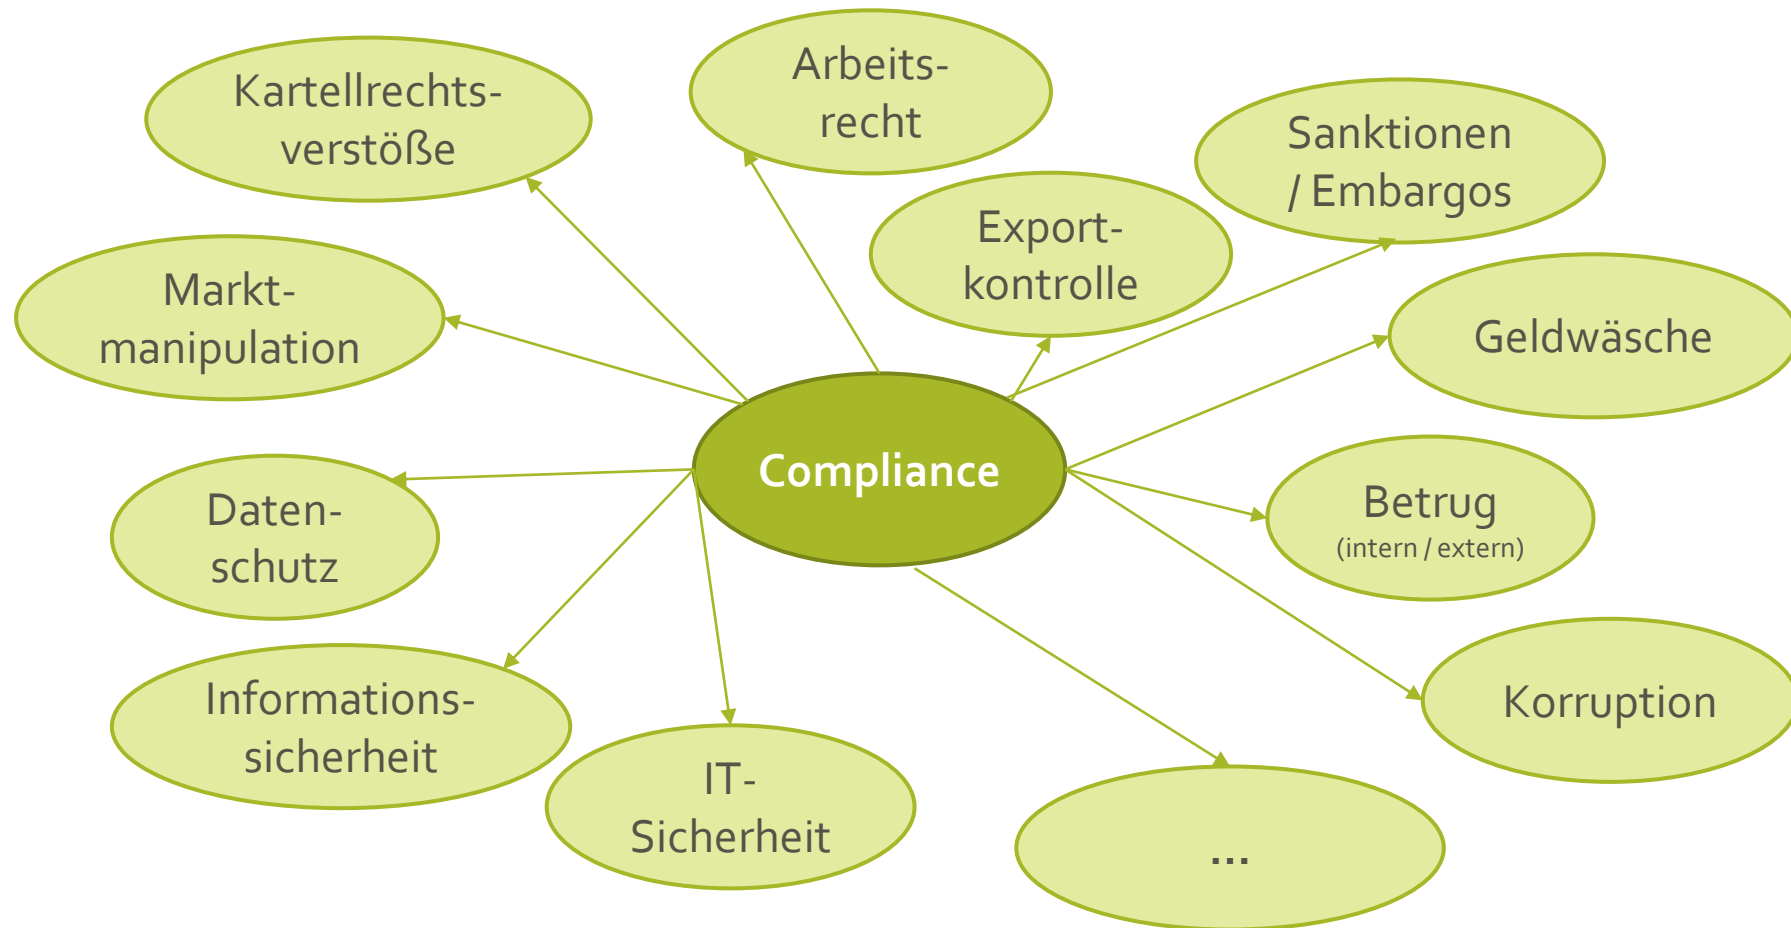 Kartellrechts-
verstöße
Arbeits-
recht
Sanktionen
/ Embargos
Export-
kontrolle
Markt-
manipulation
Geldwäsche
Compliance
Daten-
schutz
Betrug
(intern / extern)
Informations-
sicherheit
Korruption
IT-
Sicherheit
...